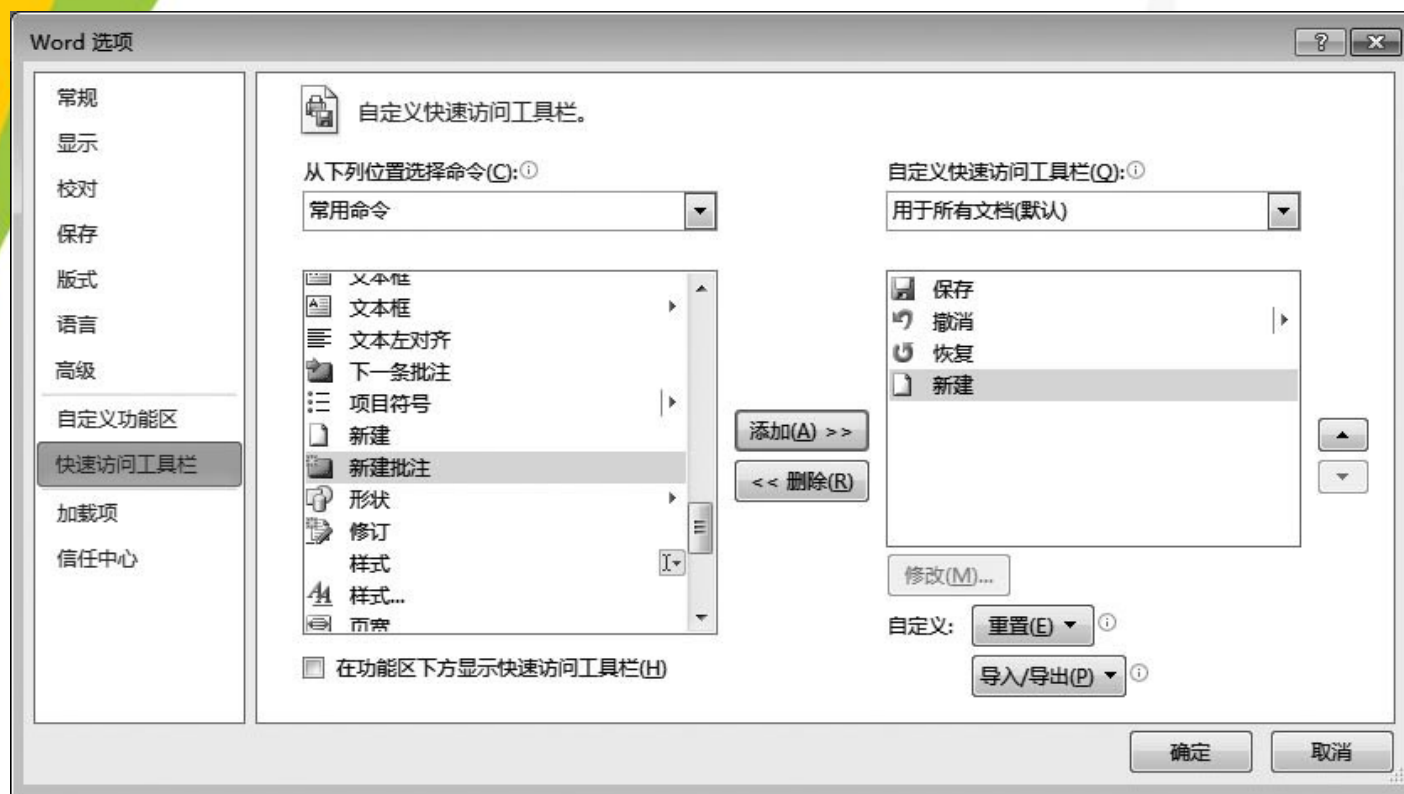 Word 选项
常规
显示
校对
保存
版式
语言
高级
自定义功能区
快速访问工具栏
加载项
信任中心
自定义快速访问工具栏。
从下列位置选择命令(C):
常用命令
文本框
文本框
文本左对齐
下一条批注
项目符号
新建
新建批注
形状
修订
样式
样式...
页宽
在功能区下方显示快速访问工具栏(H)
添加(A) >>
<< 删除(R)
自定义快速访问工具栏(Q):
用于所有文档(默认)
保存
撤消
恢复
新建
修改(M)...
自定义: 重置(E)
导入/导出(P)
确定 取消